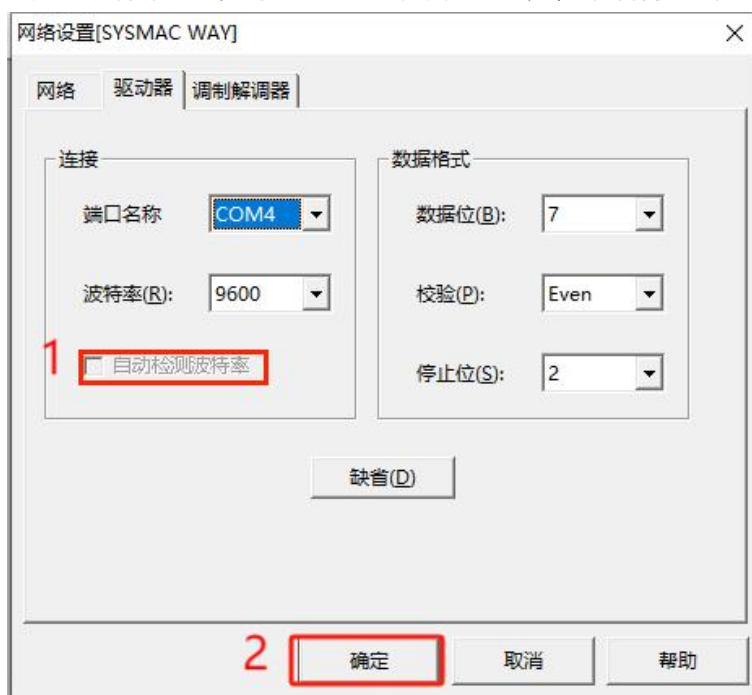 网络设置[SYSMAC WAY]
网络 驱动器 调制解调器
连接
端口名称 COM4
波特率(R): 9600
1 自动检测波特率
数据格式
数据位(B): 7
校验(P): Even
停止位(S): 2
缺省(D)
2 确定 取消 帮助